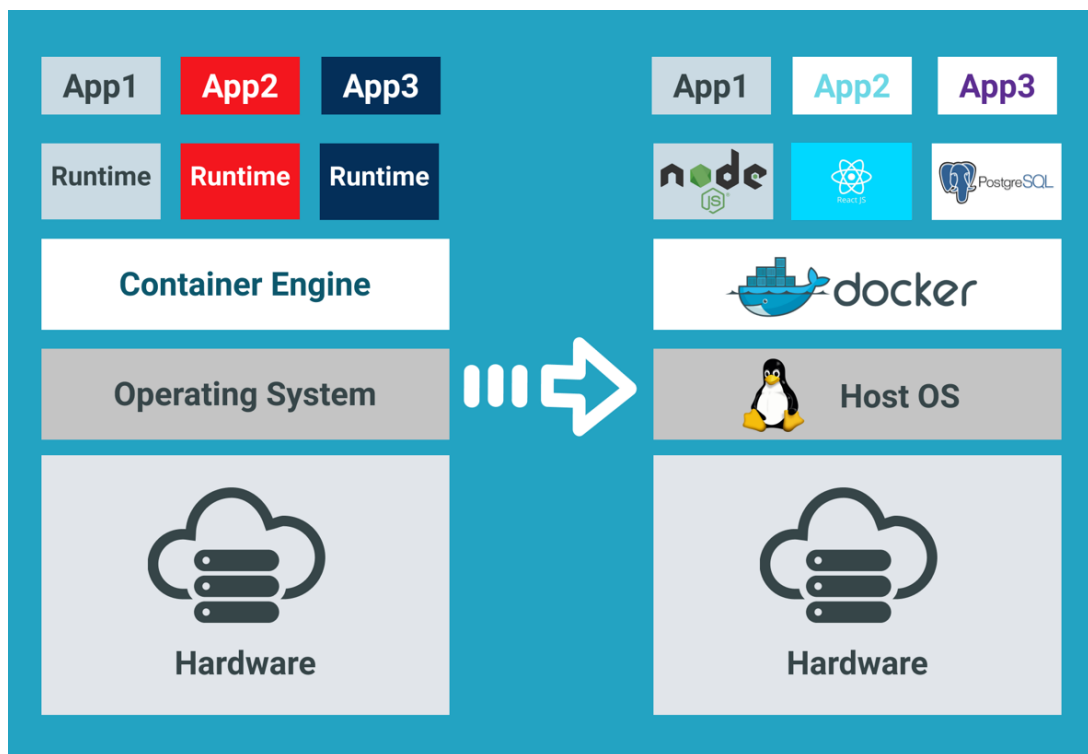 App1
App2
App3
Runtime
Runtime
Runtime
Container Engine
Operating System
Hardware
App1
App2
App3
node
JS
React JS
PostgreSQL
docker
Host OS
Hardware